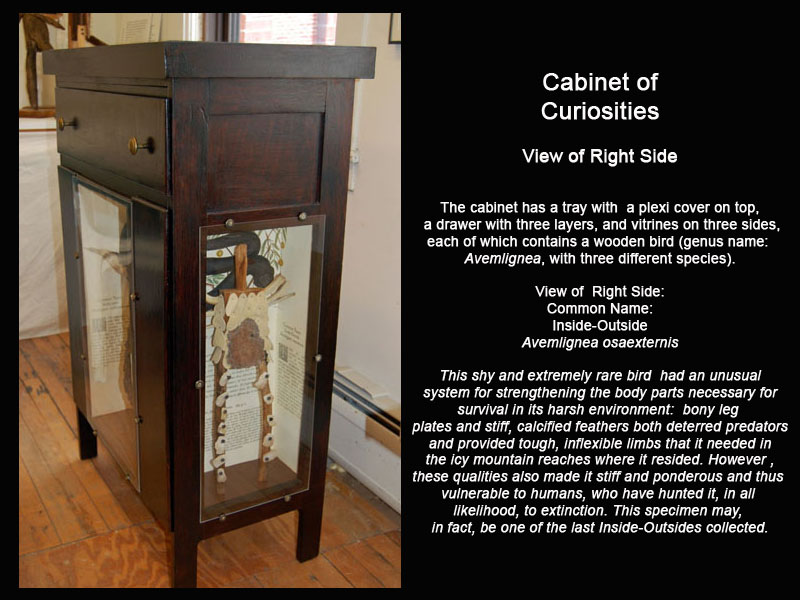 Cabinet of
Curiosities
View of Right Side
The cabinet has a tray with a plexi cover on top,
a drawer with three layers, and vitrines on three sides,
each of which contains a wooden bird (genus name:
Avemlignea, with three different species).
View of Right Side:
Common Name:
Inside-Outside
Avemlignea osaexternis
This shy and extremely rare bird had an unusual
system for strengthening the body parts necessary for
survival in its harsh environment: bony leg
plates and stiff, calcified feathers both deterred predators
and provided tough, inflexible limbs that it needed in
the icy mountain reaches where it resided. However ,
these qualities also made it stiff and ponderous and thus
vulnerable to humans, who have hunted it, in all
likelihood, to extinction. This specimen may,
in fact, be one of the last Inside-Outsides collected.